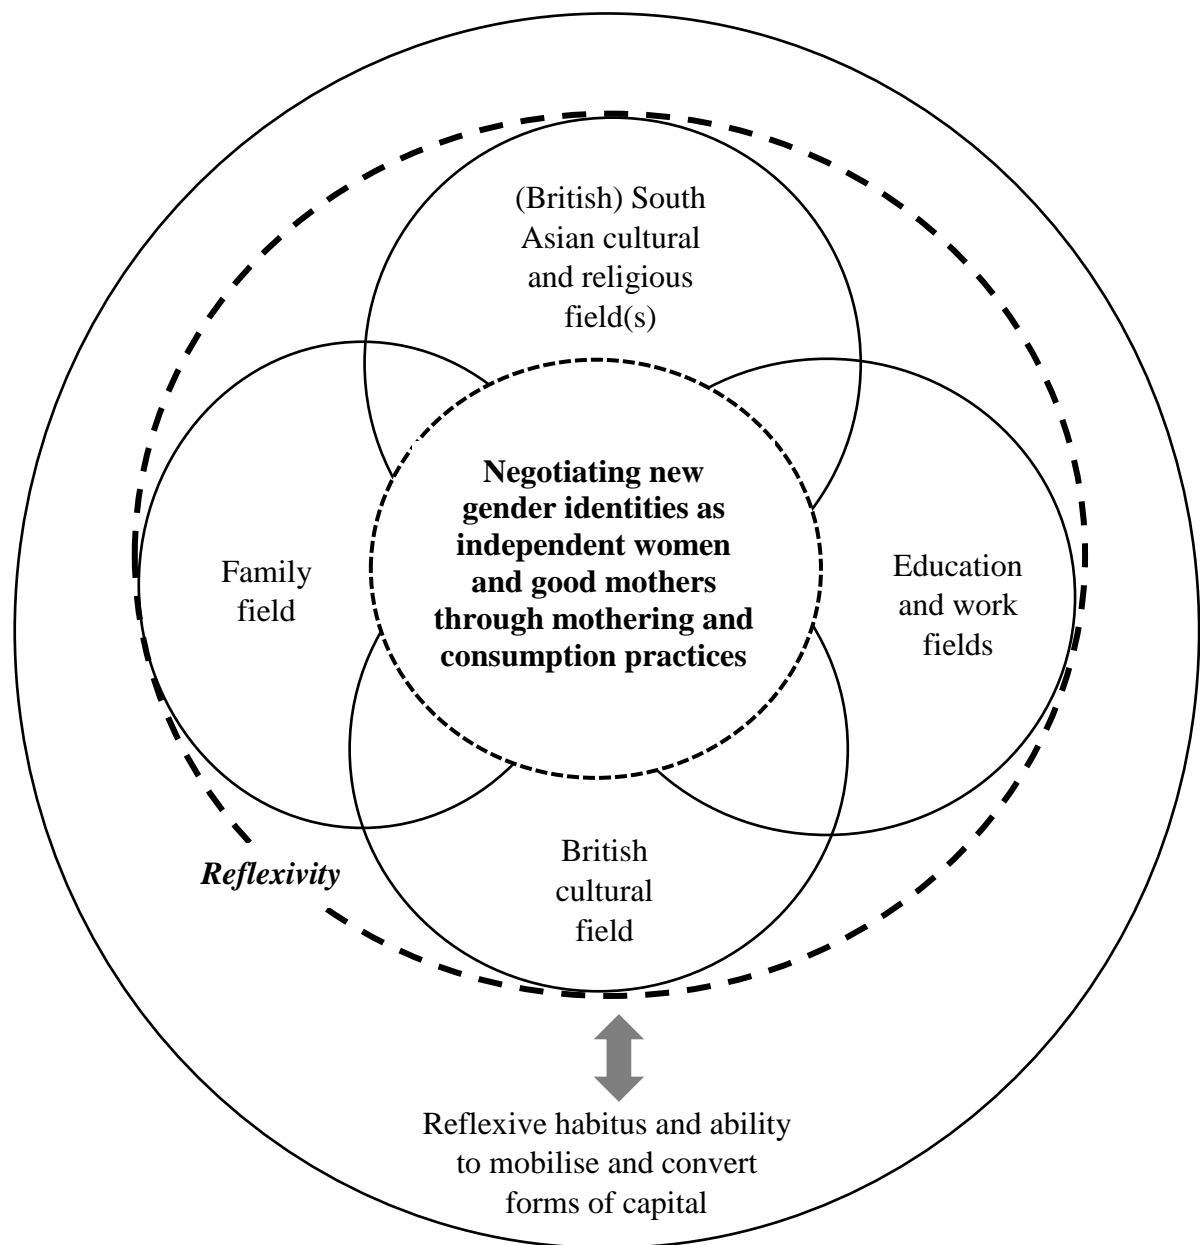 (British) South
Asian cultural
and religious
field(s)
Negotiating new
gender identities as
independent women
and good mothers
through mothering and
consumption practices
Family
field
Education
and work
fields
British
cultural
field
Reflexivity
Reflexive habitus and ability
to mobilise and convert
forms of capital